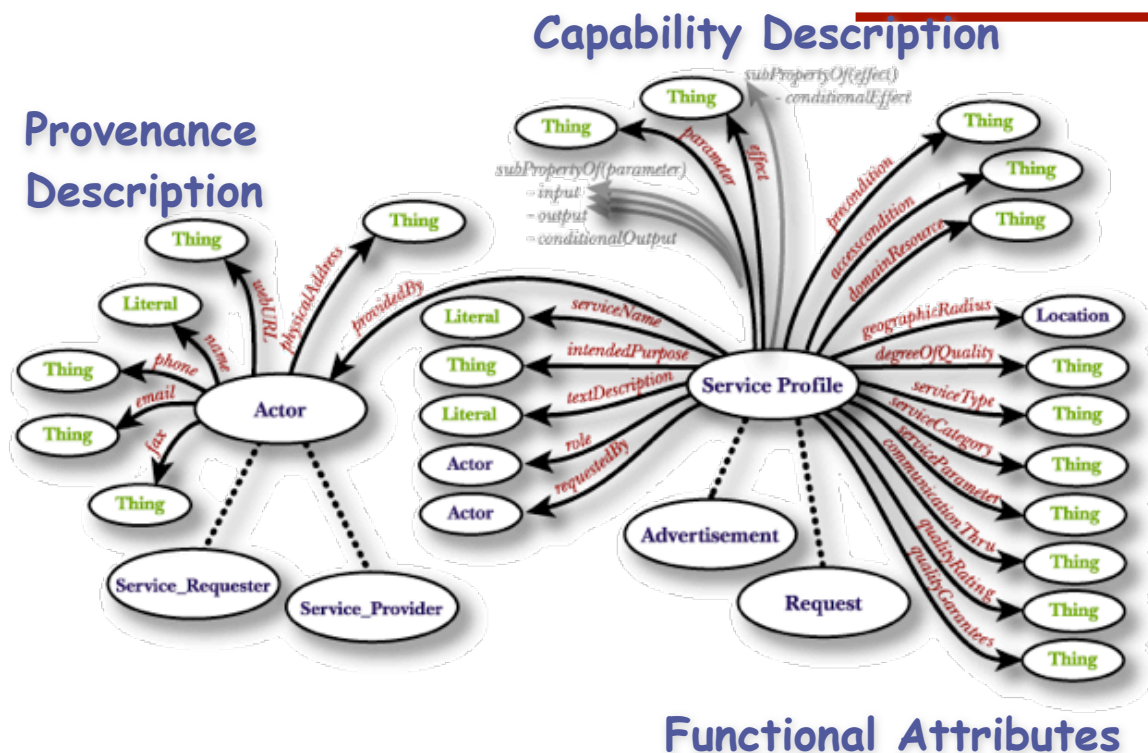 Capability Description
subPropertyOf(effect)
- conditionalEffect
Provenance
Description
Thing
Thing
parameter
effect
subPropertyOf(parameter)
- input
- output
- conditionalOutput
Thing
Thing
Thing
precondition
accesscondition
domainResource
Thing
Thing
Literal
Thing
Thing
Thing
webURL
physicalAddress
name
phone
email
fax
providedBy
Actor
Service_Requester
Service_Provider
Literal
Thing
Literal
Actor
Actor
serviceName
intendedPurpose
textDescription
role
requestedBy
Service Profile
Advertisement
Request
geographicRadius
degreeOfQuality
serviceType
serviceCategory
serviceParameter
communicationThru
qualityRating
qualityGarantees
Location
Thing
Thing
Thing
Thing
Thing
Thing
Thing
Functional Attributes